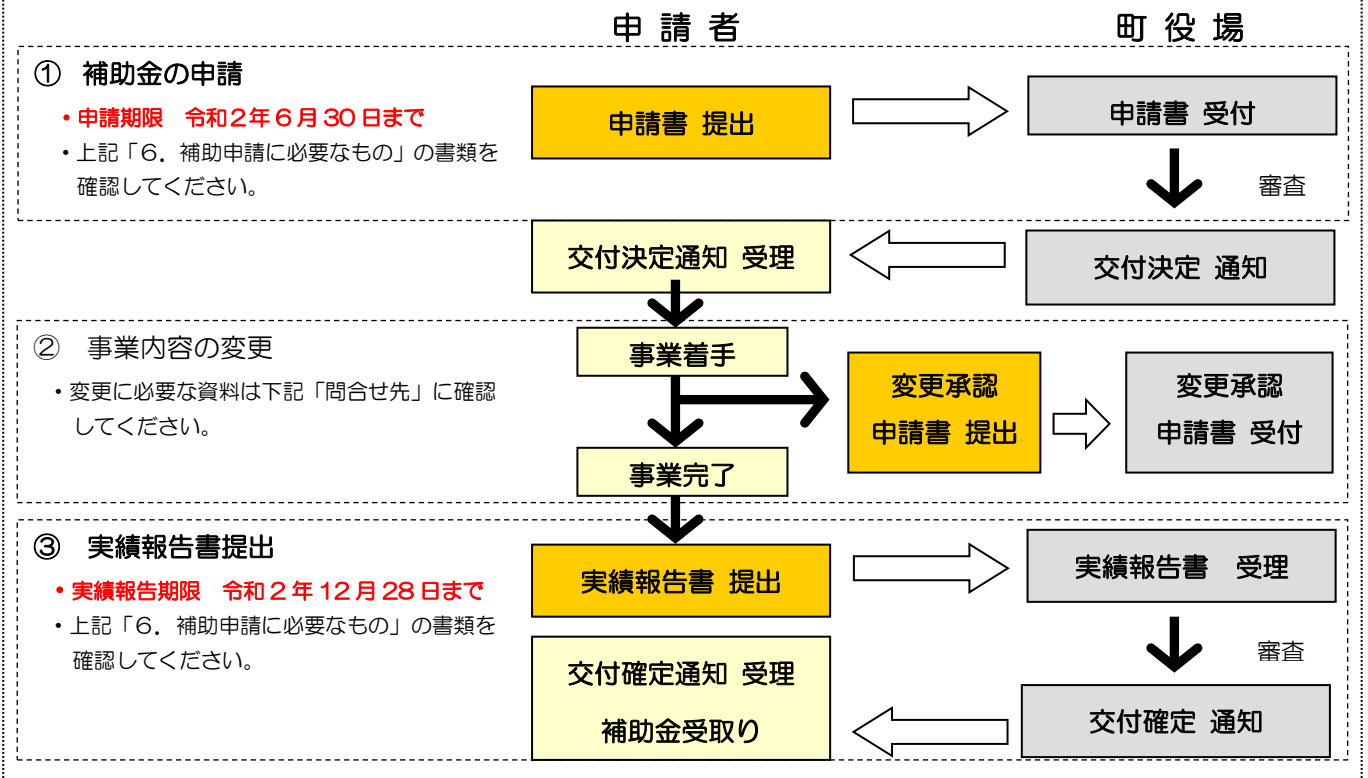 申請者
町役場
① 補助金の申請
・申請期限 令和2年6月30日まで
・上記「6．補助申請に必要なもの」の書類を
確認してください。
申請書 提出
申請書 受付
審査
交付決定通知 受理
交付決定 通知
② 事業内容の変更
・変更に必要な資料は下記「問合せ先」に確認
してください。
事業着手
変更承認
申請書 提出
変更承認
申請書 受付
事業完了
③ 実績報告書提出
・実績報告期限 令和2年12月28日まで
・上記「6．補助申請に必要なもの」の書類を
確認してください。
実績報告書 提出
実績報告書 受理
審査
交付確定通知 受理
補助金受取り
交付確定 通知